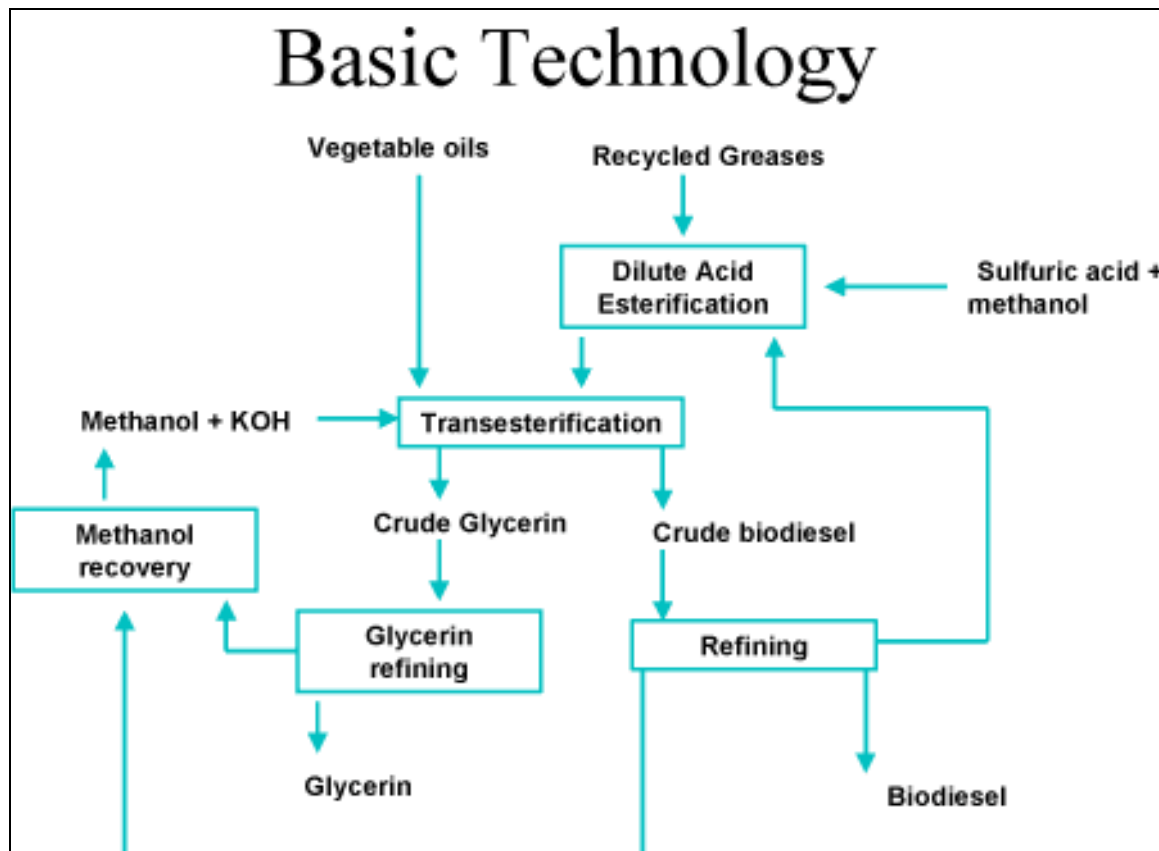 Basic Technology
Vegetable oils
Recycled Greases
Dilute Acid
Esterification
Sulfuric acid +
methanol
Methanol + KOH
Transesterification
Crude Glycerin
Crude biodiesel
Methanol
recovery
Glycerin
refining
Refining
Glycerin
Biodiesel